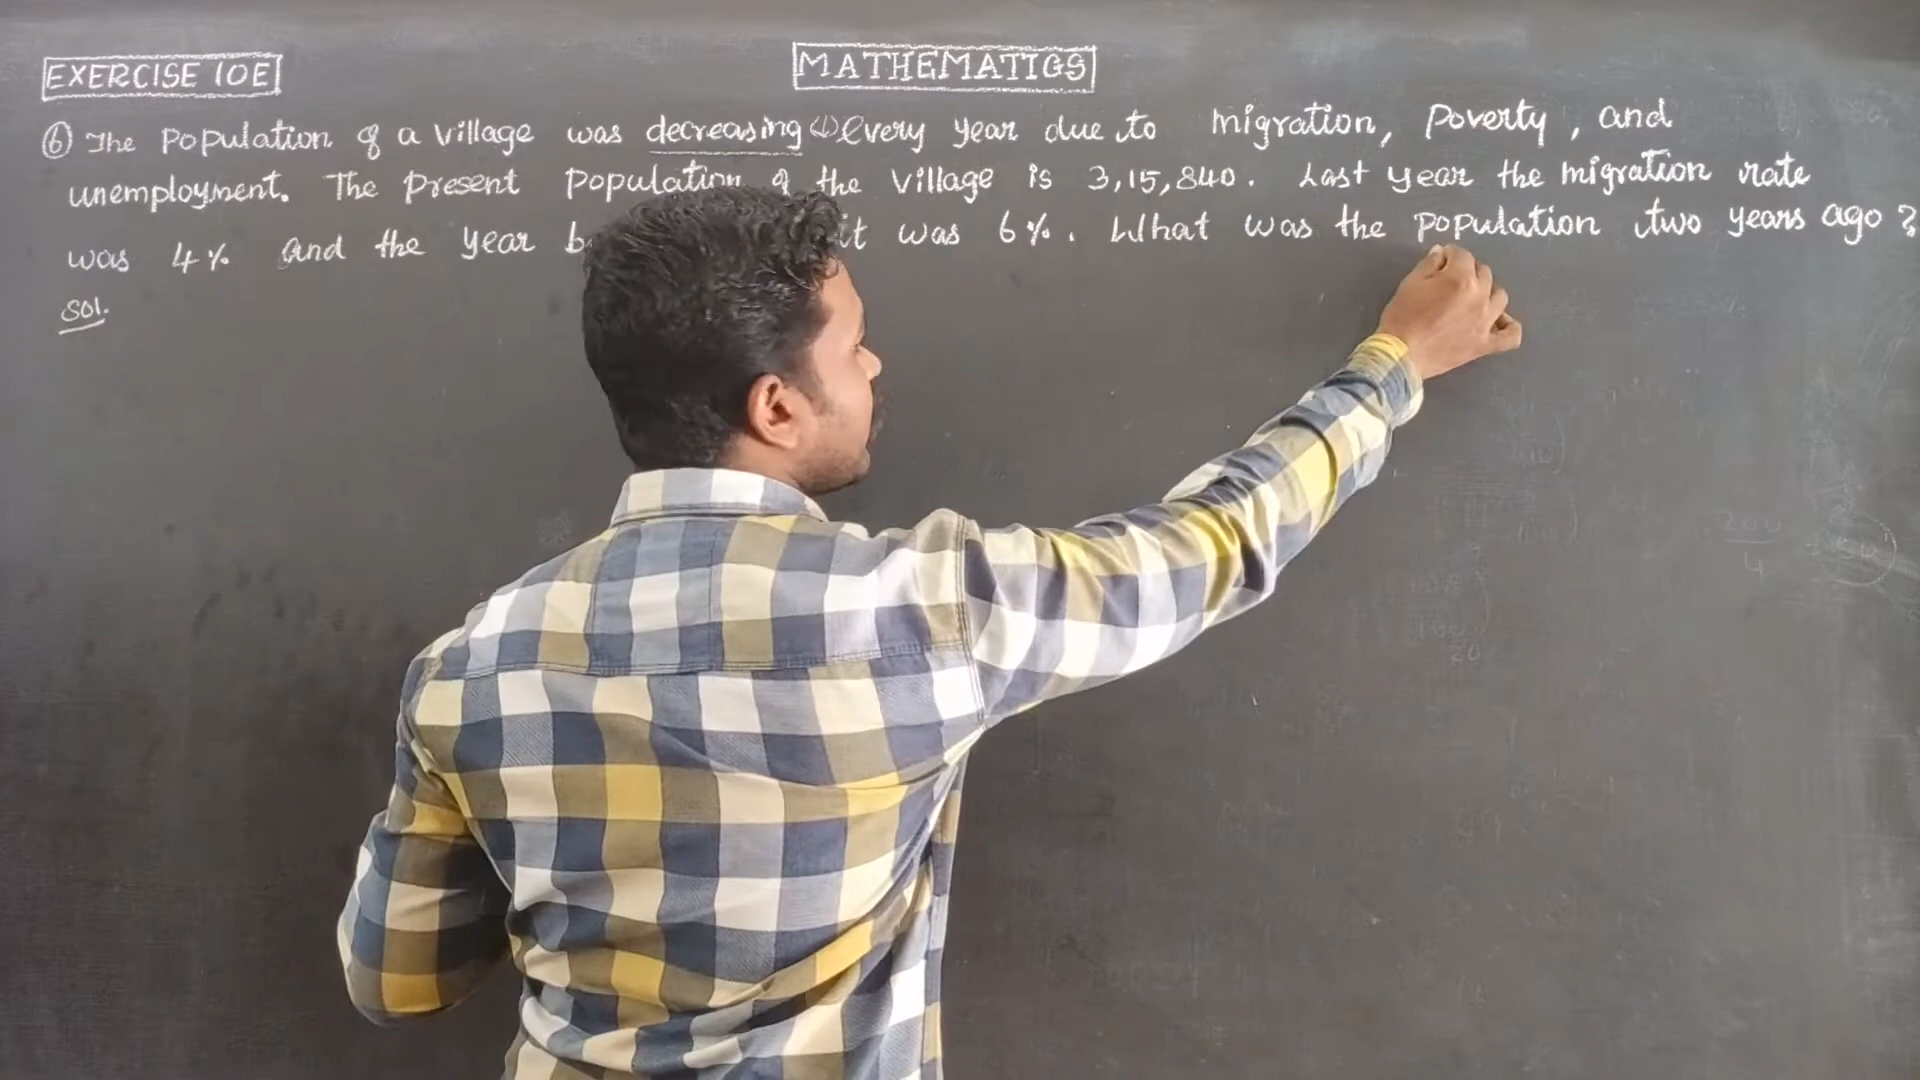 EXERCISE 10E
MATHEMATICS
⑥ The population of a village was decreasing (↓) every year due to migration, poverty, and
unemployment. The present population of the village is 3,15,840. Last year the migration rate
was 4% and the year it was 6%. What was the population two years ago?
Sol.